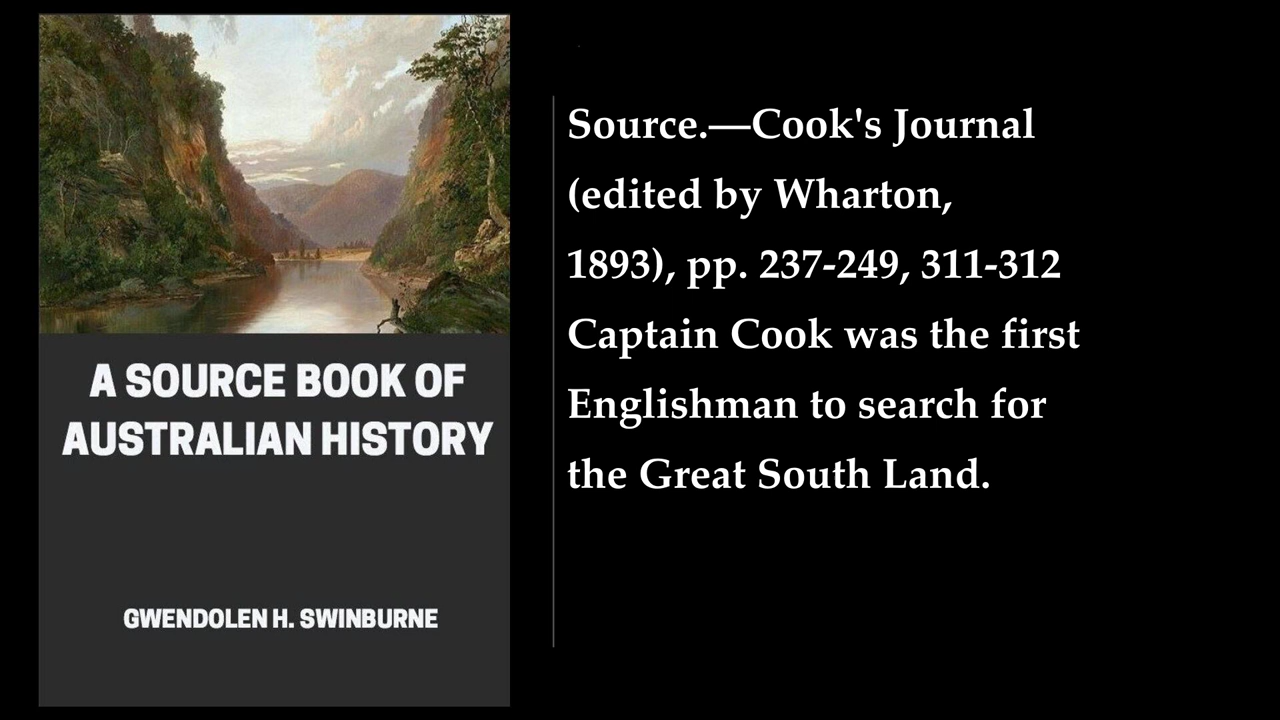 A SOURCE BOOK OF
AUSTRALIAN HISTORY
GWENDOLEN H. SWINBURNE
Source.—Cook's Journal
(edited by Wharton,
1893), pp. 237-249, 311-312
Captain Cook was the first
Englishman to search for
the Great South Land.